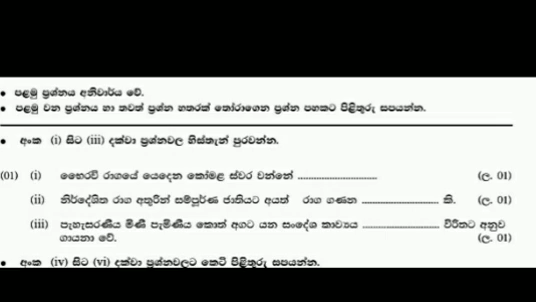 • පළමු ප්‍රශ්නය අනිවාර්ය වේ.
• පළමු වන ප්‍රශ්නය හා තවත් ප්‍රශ්න හතරක් තෝරාගෙන ප්‍රශ්න පහකට පිළිතුරු සපයන්න.
• අංක (i) සිට (iii) දක්වා ප්‍රශ්නවල හිස්තැන් පුරවන්න.
(01) (i) භෛරවී රාගයේ යෙදෙන කෝමළ ස්වර වන්නේ .............................. (ල. 01)
(ii) නිර්දේශිත රාග අතුරින් සම්පූර්ණ ජාතියට අයත් රාග ගණන .............................. කි. (ල. 01)
(iii) පැහැසරණීය මිණි පැමිණීය කොත් අගට යන සංදේශ කාව්‍යය .............................. විරිතට අනුව
ගායනා වේ. (ල. 01)
• අංක (iv) සිට (vi) දක්වා ප්‍රශ්නවලට කෙටි පිළිතුරු සපයන්න.